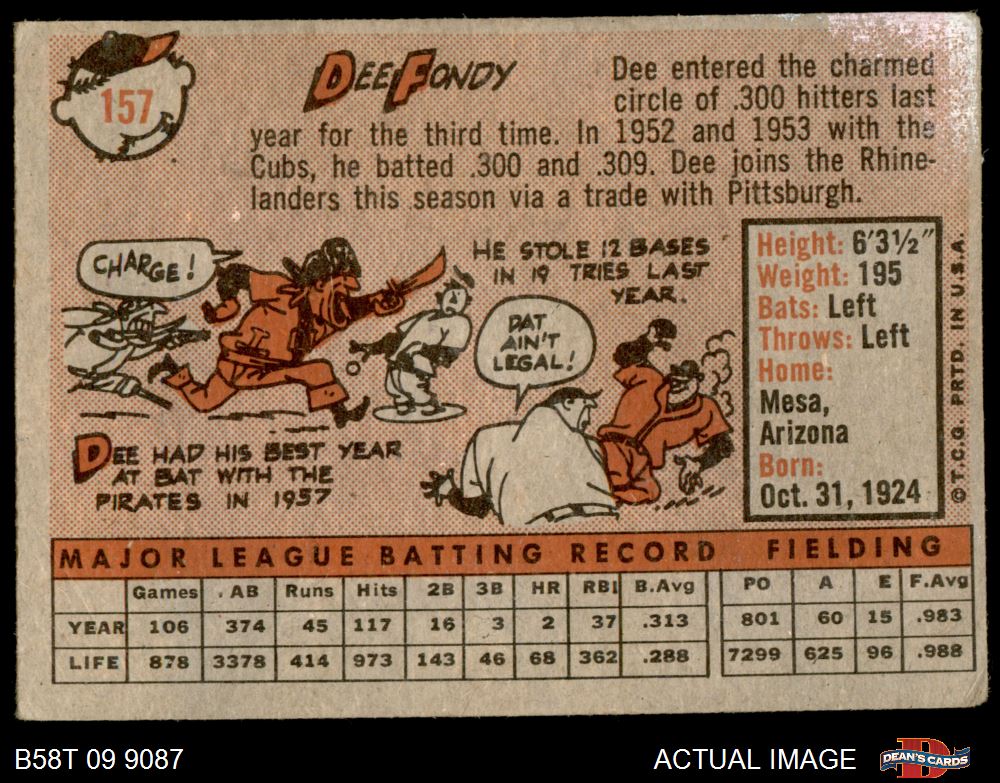 157
DEE FONDY
Dee entered the charmed
circle of .300 hitters last
year for the third time. In 1952 and 1953 with the
Cubs, he batted .300 and .309. Dee joins the Rhine-
landers this season via a trade with Pittsburgh.
CHARGE!
HE STOLE 12 BASES
IN 19 TRIES LAST
YEAR.
DAT
AIN'T
LEGAL!
DEE HAD HIS BEST YEAR
AT BAT WITH THE
PIRATES IN 1957
Height: 6'3½"
Weight: 195
Bats: Left
Throws: Left
Home:
Mesa,
Arizona
Born:
Oct. 31, 1924
© T.C.G. PRTD. IN U.S.A.
MAJOR LEAGUE BATTING RECORD FIELDING
Games AB Runs Hits 2B 3B HR RBI B.Avg PO A E F.Avg
YEAR 106 374 45 117 16 3 2 37 .313 801 60 15 .983
LIFE 878 3378 414 973 143 46 68 362 .288 7299 625 96 .988
B58T 09 9087
ACTUAL IMAGE
DEAN'S CARDS